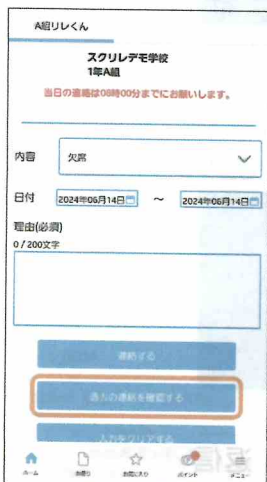 A組リレくん
スクリレデモ学校
1年A組
当日の連絡は08時00分までにお願いします。
内容 欠席
日付 2024年06月14日 ～ 2024年06月14日
理由(必須)
0 / 200文字
連絡する
過去の連絡を確認する
入力をクリアする
ホーム お便り お気に入り ポイント メニュー